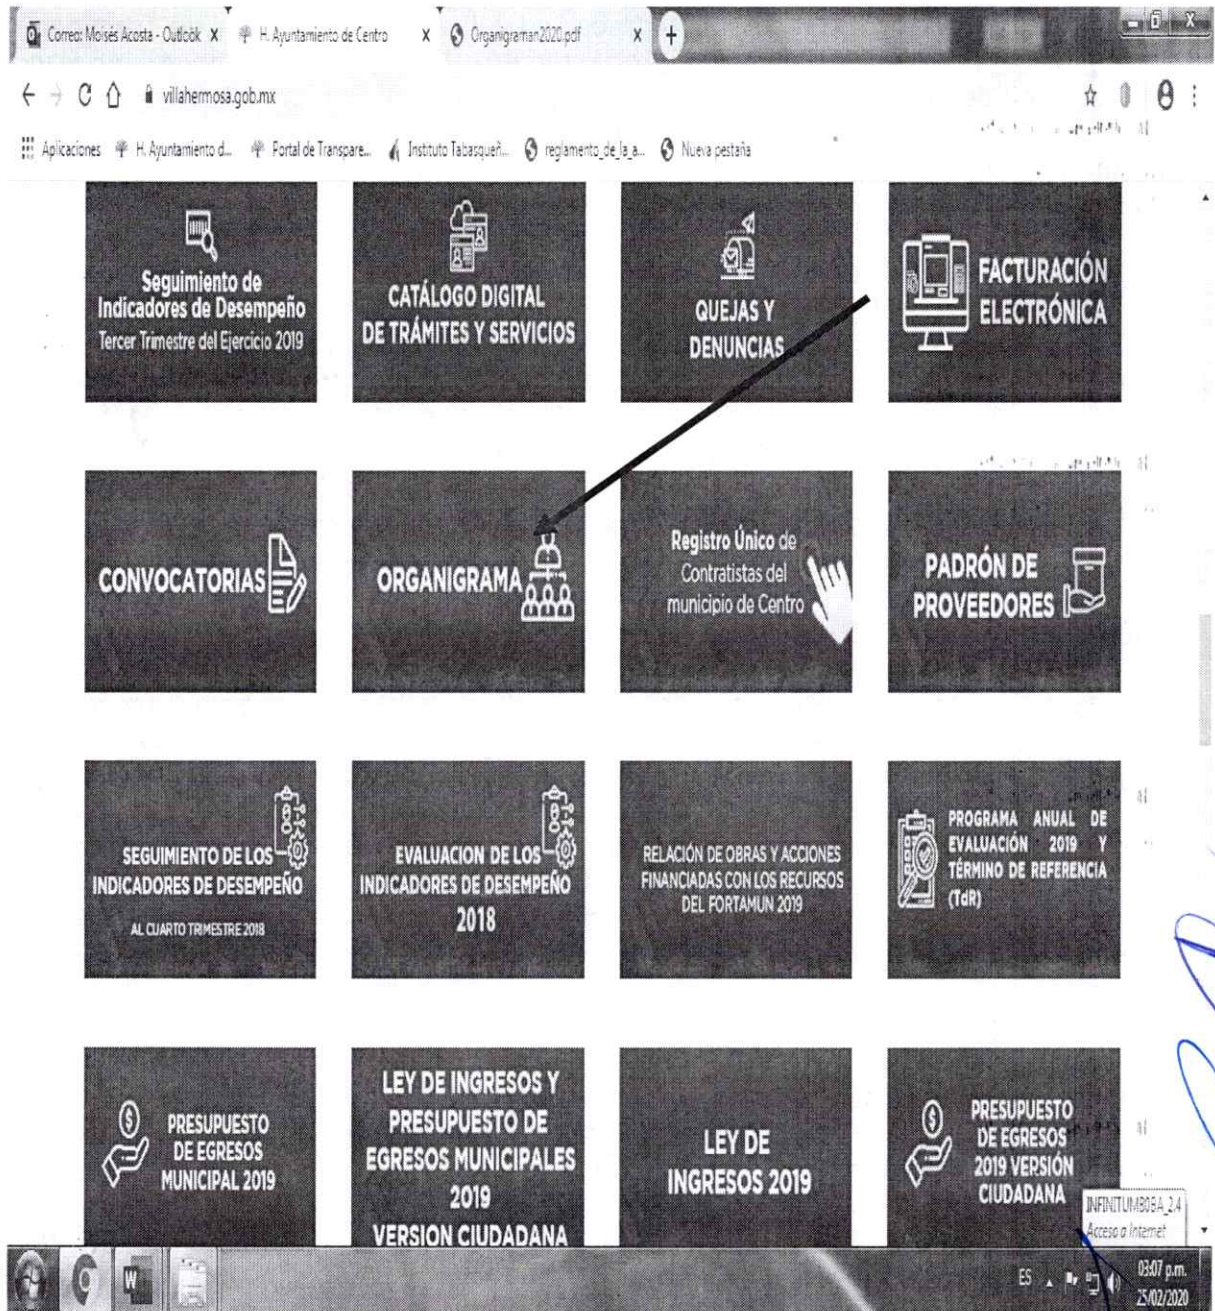 Correo: Moisés Acosta - Outlook
H. Ayuntamiento de Centro
Organigraman2020.pdf
villahermosa.gob.mx
Aplicaciones
H. Ayuntamiento d...
Portal de Transpare...
Instituto Tabasqueñ...
reglamento_de_la_a...
Nueva pestaña
Seguimiento de
Indicadores de Desempeño
Tercer Trimestre del Ejercicio 2019
CATÁLOGO DIGITAL
DE TRÁMITES Y SERVICIOS
QUEJAS Y
DENUNCIAS
FACTURACIÓN
ELECTRÓNICA
CONVOCATORIAS
ORGANIGRAMA
Registro Único de
Contratistas del
municipio de Centro
PADRÓN DE
PROVEEDORES
SEGUIMIENTO DE LOS
INDICADORES DE DESEMPEÑO
AL CUARTO TRIMESTRE 2018
EVALUACION DE LOS
INDICADORES DE DESEMPEÑO
2018
RELACIÓN DE OBRAS Y ACCIONES
FINANCIADAS CON LOS RECURSOS
DEL FORTAMUN 2019
PROGRAMA ANUAL DE
EVALUACIÓN 2019 Y
TÉRMINO DE REFERENCIA
(TdR)
PRESUPUESTO
DE EGRESOS
MUNICIPAL 2019
LEY DE INGRESOS Y
PRESUPUESTO DE
EGRESOS MUNICIPALES
2019
VERSION CIUDADANA
LEY DE
INGRESOS 2019
PRESUPUESTO
DE EGRESOS
2019 VERSIÓN
CIUDADANA
Acceso a Internet
ES
03:07 p.m.
25/02/2020